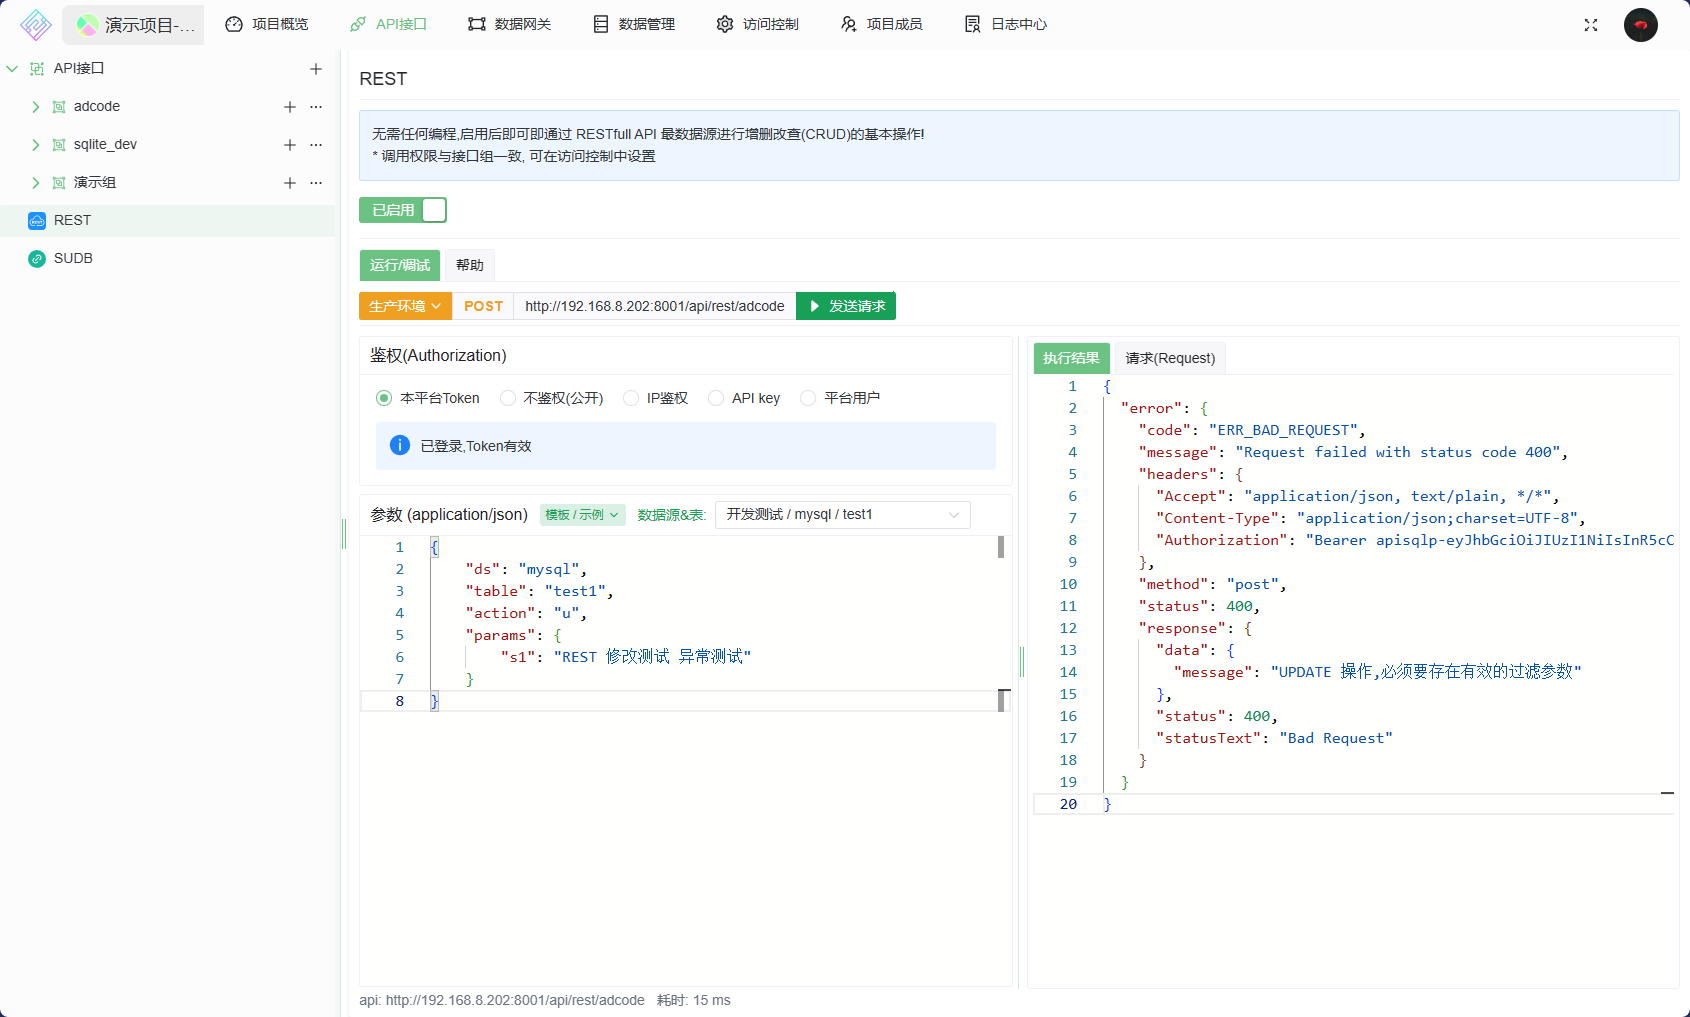 演示项目-...
项目概览
API接口
数据网关
数据管理
访问控制
项目成员
日志中心
API接口
adcode
sqlite_dev
演示组
REST
SUDB
REST
无需任何编程,启用后即可即通过 RESTfull API 最数据源进行增删改查(CRUD)的基本操作!
* 调用权限与接口组一致, 可在访问控制中设置
已启用
运行/调试
帮助
生产环境
POST
http://192.168.8.202:8001/api/rest/adcode
发送请求
鉴权(Authorization)
本平台Token
不鉴权(公开)
IP鉴权
API key
平台用户
已登录,Token有效
参数 (application/json)
模板 / 示例
数据源&表:
开发测试 / mysql / test1
1 {
2 "ds": "mysql",
3 "table": "test1",
4 "action": "u",
5 "params": {
6 "s1": "REST 修改测试 异常测试"
7 }
8 }
api: http://192.168.8.202:8001/api/rest/adcode 耗时: 15 ms
执行结果
请求(Request)
1 {
2 "error": {
3 "code": "ERR_BAD_REQUEST",
4 "message": "Request failed with status code 400",
5 "headers": {
6 "Accept": "application/json, text/plain, */*",
7 "Content-Type": "application/json;charset=UTF-8",
8 "Authorization": "Bearer apisqlp-eyJhbGciOiJIUzI1NiIsInR5cC
9 },
10 "method": "post",
11 "status": 400,
12 "response": {
13 "data": {
14 "message": "UPDATE 操作,必须要存在有效的过滤参数"
15 },
16 "status": 400,
17 "statusText": "Bad Request"
18 }
19 }
20 }